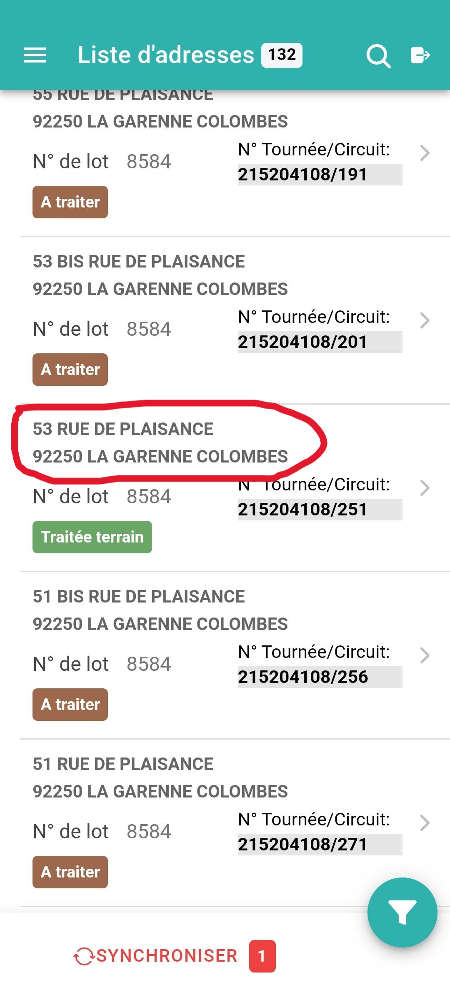 Liste d'adresses 132
55 RUE DE PLAISANCE
92250 LA GARENNE COLOMBES
N° de lot 8584
N° Tournée/Circuit:
215204108/191
A traiter
53 BIS RUE DE PLAISANCE
92250 LA GARENNE COLOMBES
N° de lot 8584
N° Tournée/Circuit:
215204108/201
A traiter
53 RUE DE PLAISANCE
92250 LA GARENNE COLOMBES
N° de lot 8584
N° Tournée/Circuit:
215204108/251
Traitée terrain
51 BIS RUE DE PLAISANCE
92250 LA GARENNE COLOMBES
N° de lot 8584
N° Tournée/Circuit:
215204108/256
A traiter
51 RUE DE PLAISANCE
92250 LA GARENNE COLOMBES
N° de lot 8584
N° Tournée/Circuit:
215204108/271
A traiter
SYNCHRONISER 1